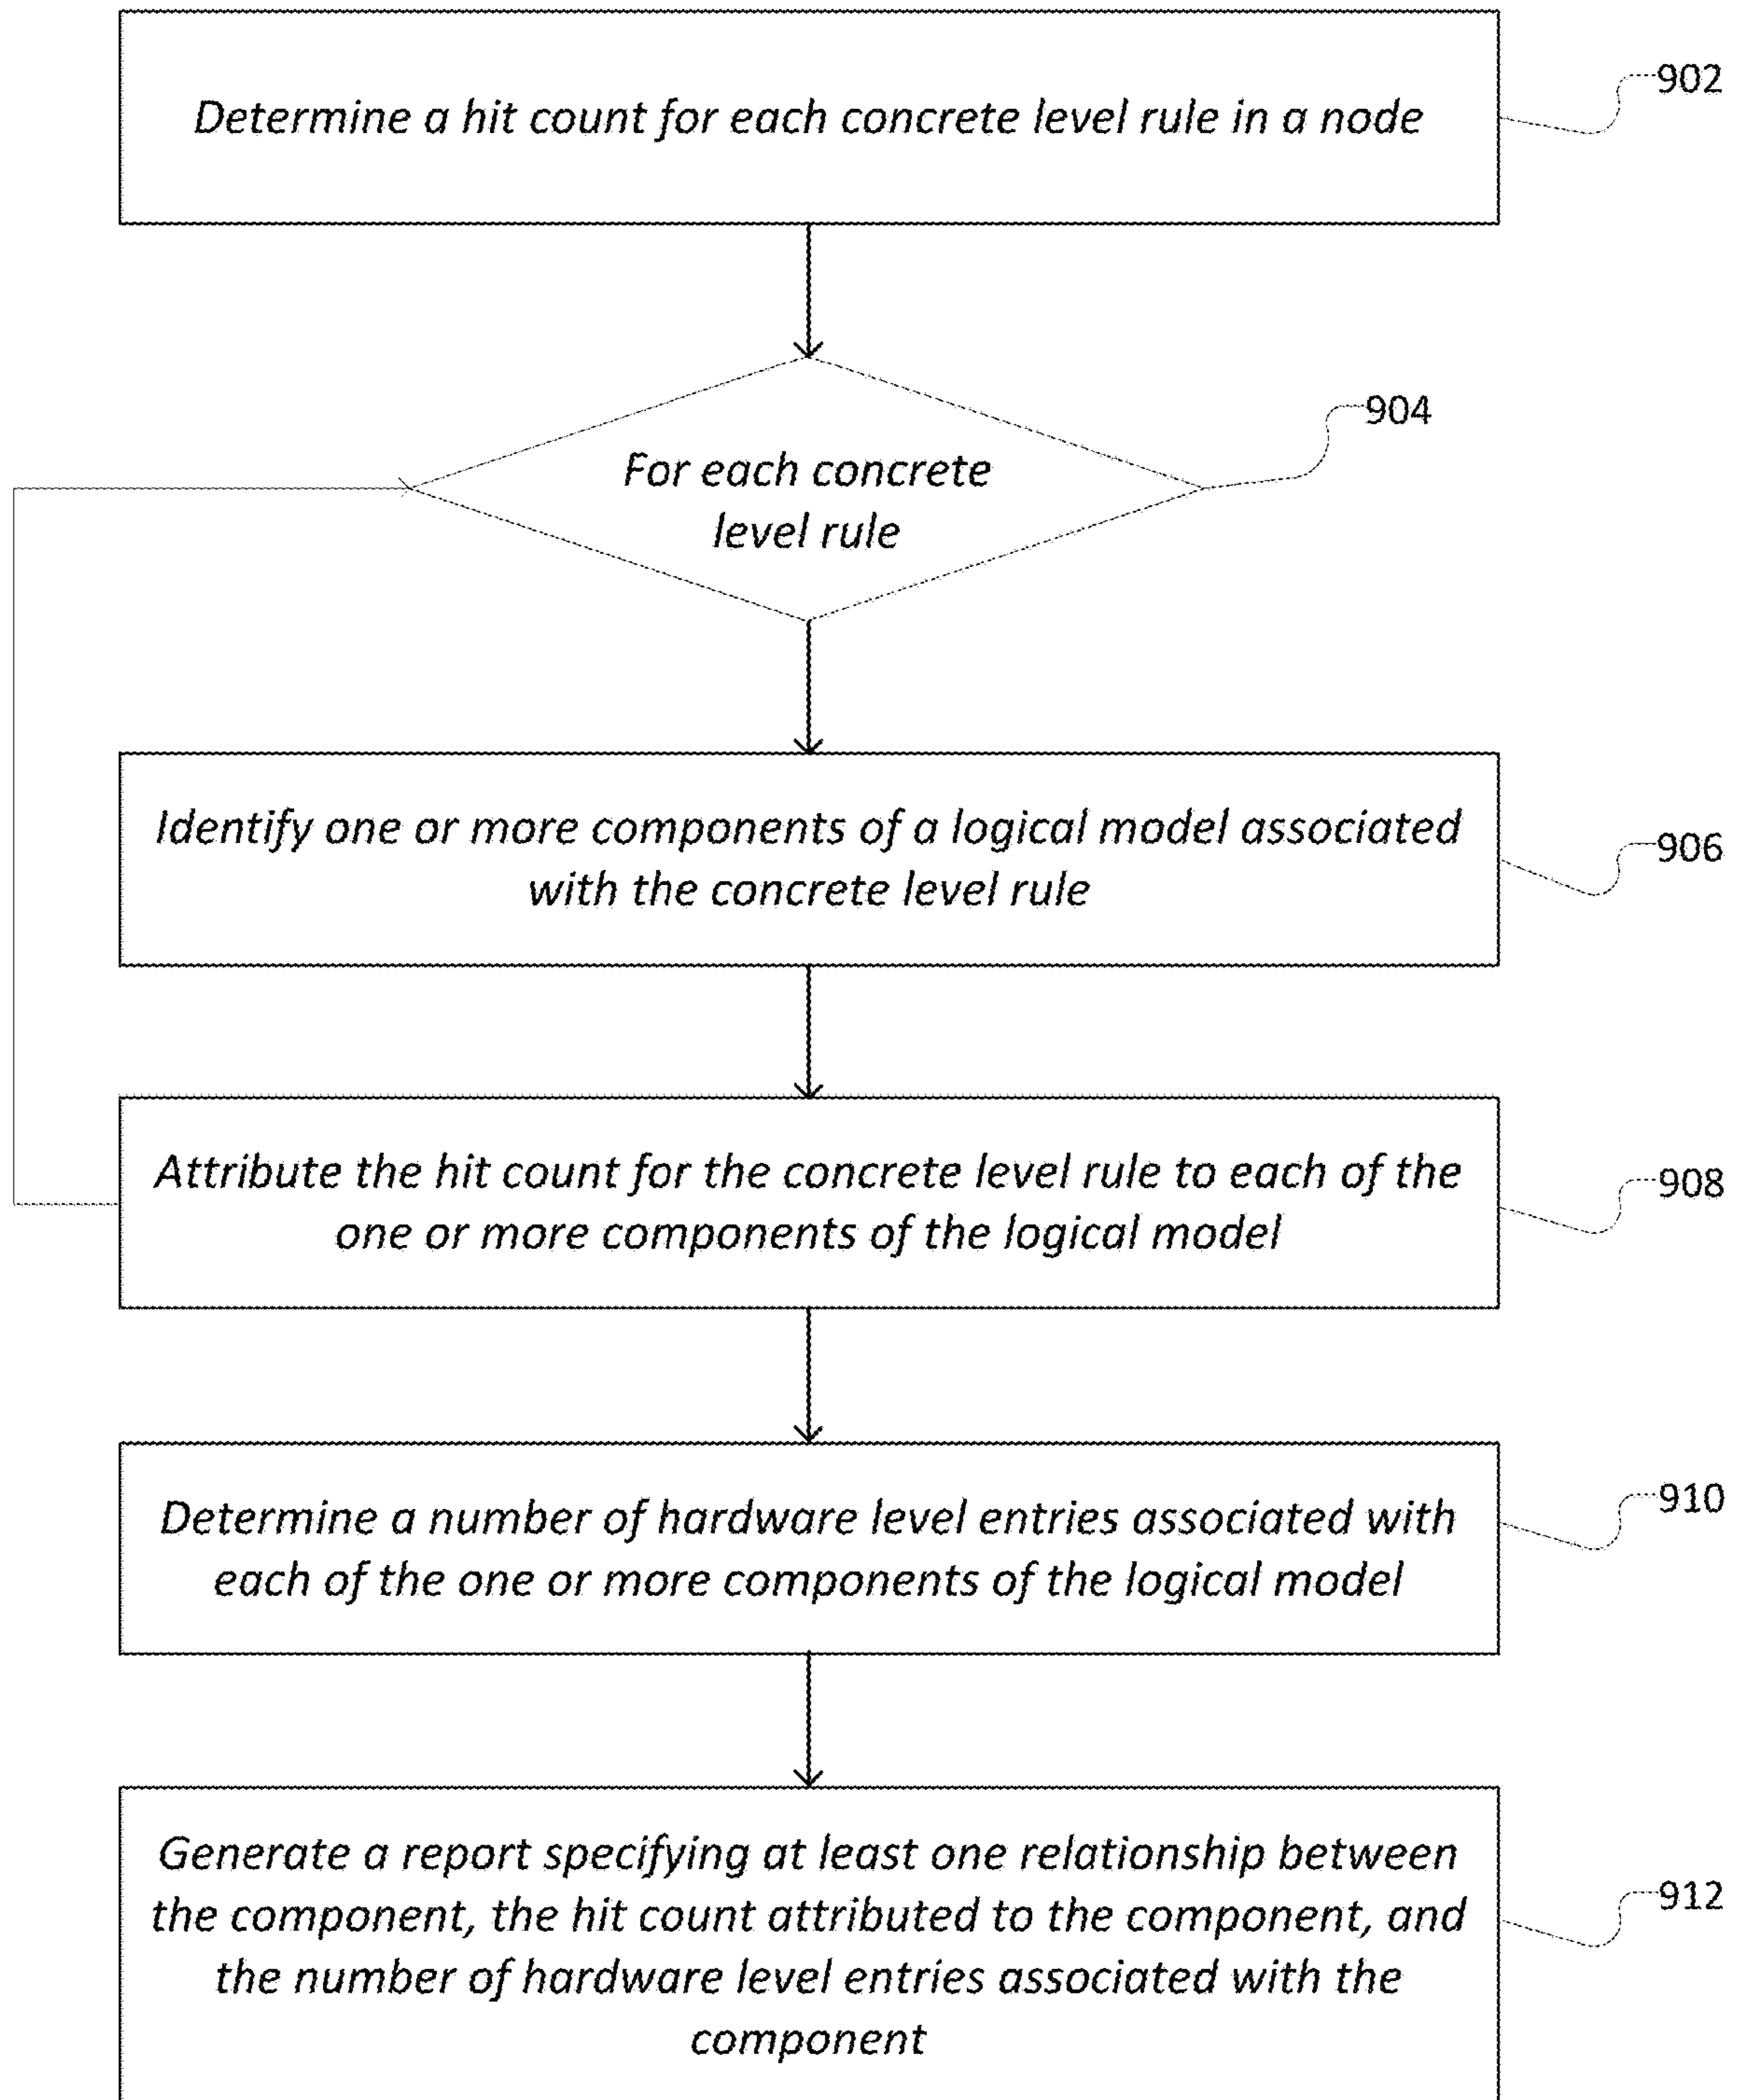 Determine a hit count for each concrete level rule in a node
902
904
For each concrete
level rule
Identify one or more components of a logical model associated
with the concrete level rule
906
Attribute the hit count for the concrete level rule to each of the
one or more components of the logical model
908
Determine a number of hardware level entries associated with
each of the one or more components of the logical model
910
Generate a report specifying at least one relationship between
the component, the hit count attributed to the component, and
the number of hardware level entries associated with the
component
912